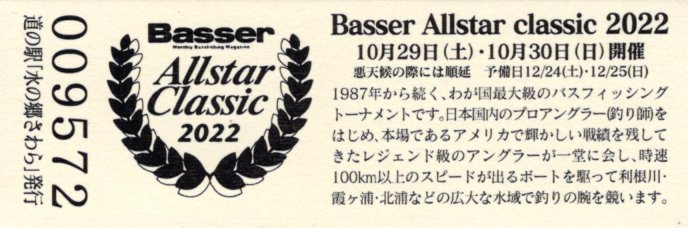 009572
道の駅「水の郷さわら」発行
Basser
Monthly Bassfishing Magazine
Allstar
Classic
2022
Basser Allstar classic 2022
10月29日(土)・10月30日(日)開催
悪天候の際には順延 予備日12/24(土)・12/25(日)
1987年から続く、わが国最大級のバスフィッシング
トーナメントです。日本国内のプロアングラー(釣り師)を
はじめ、本場であるアメリカで輝かしい戦績を残して
きたレジェンド級のアングラーが一堂に会し、時速
100km以上のスピードが出るボートを駆って利根川・
霞ヶ浦・北浦などの広大な水域で釣りの腕を競います。